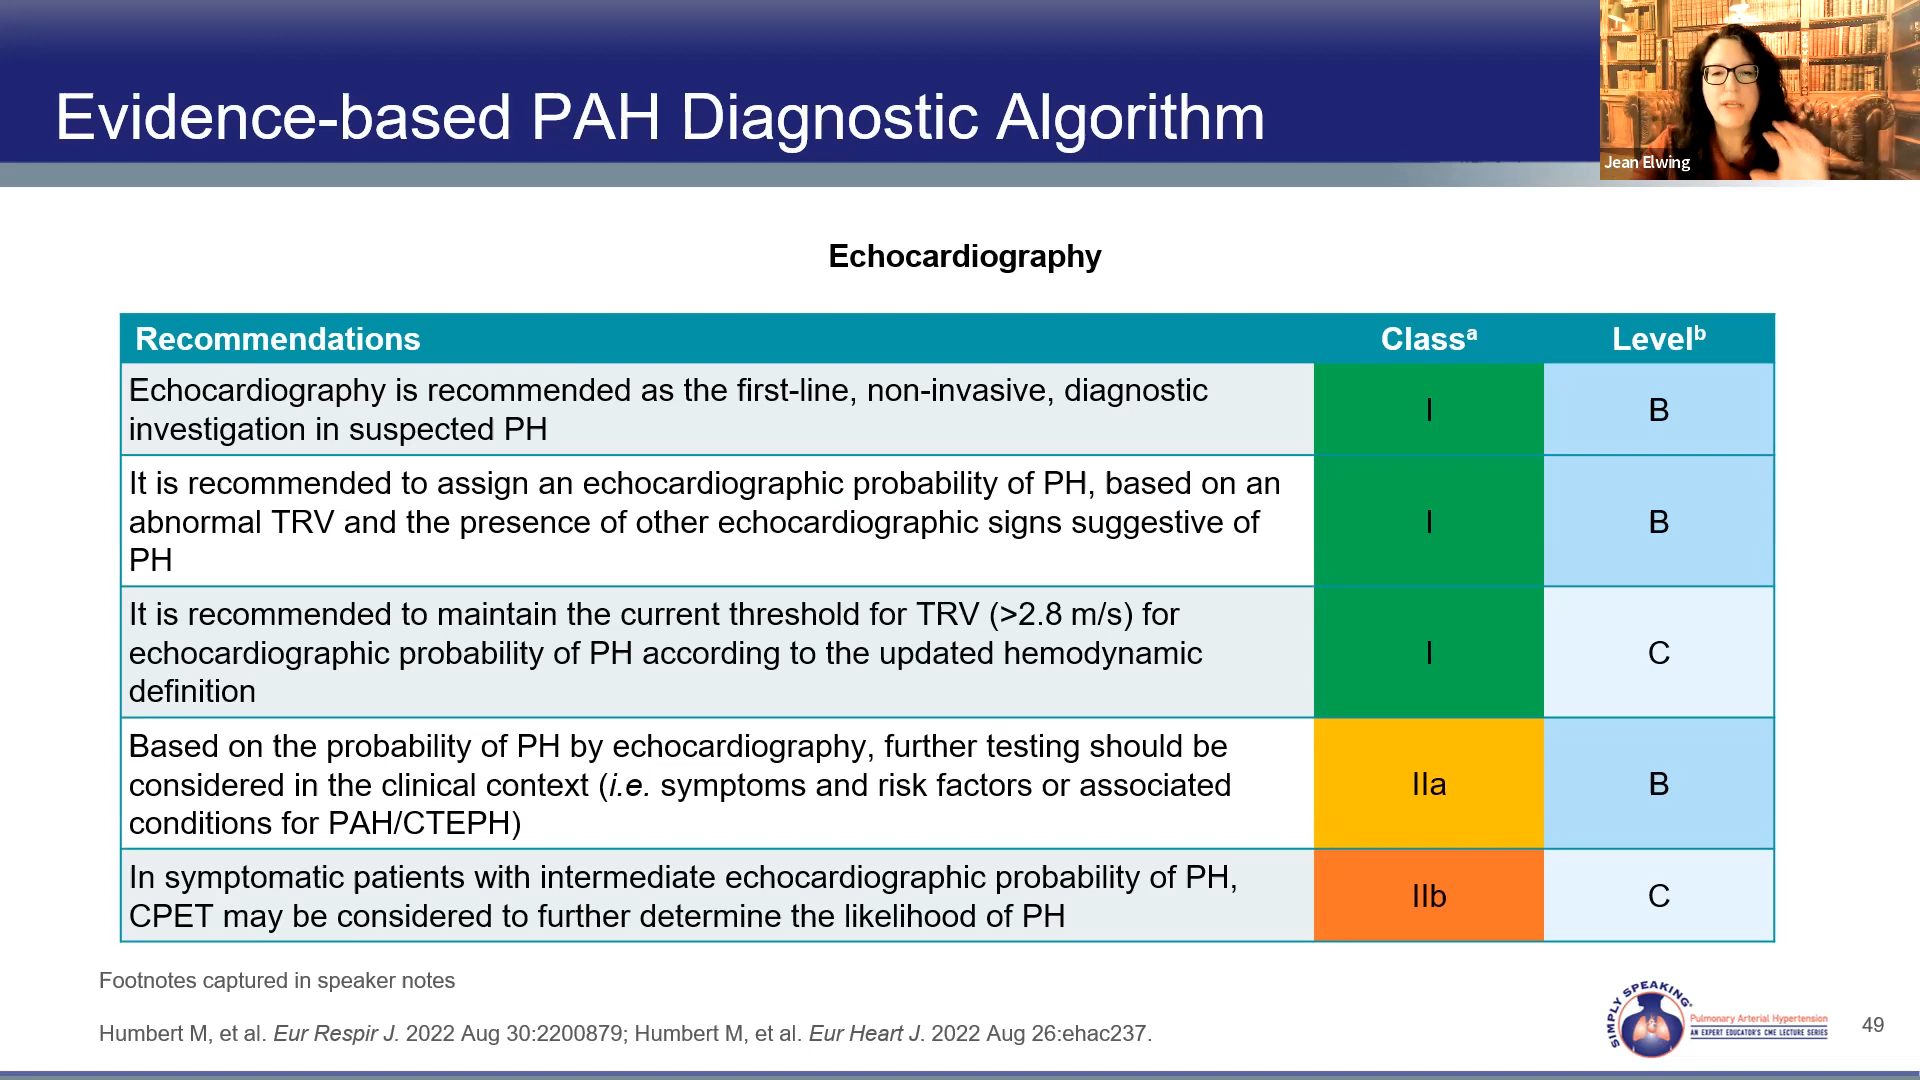 Evidence-based PAH Diagnostic Algorithm
Jean Elwing
Echocardiography
Recommendations Classᵃ Levelᵇ
Echocardiography is recommended as the first-line, non-invasive, diagnostic
investigation in suspected PH
I B
It is recommended to assign an echocardiographic probability of PH, based on an
abnormal TRV and the presence of other echocardiographic signs suggestive of
PH
I B
It is recommended to maintain the current threshold for TRV (>2.8 m/s) for
echocardiographic probability of PH according to the updated hemodynamic
definition
I C
Based on the probability of PH by echocardiography, further testing should be
considered in the clinical context (i.e. symptoms and risk factors or associated
conditions for PAH/CTEPH)
IIa B
In symptomatic patients with intermediate echocardiographic probability of PH,
CPET may be considered to further determine the likelihood of PH
IIb C
Footnotes captured in speaker notes
Humbert M, et al. Eur Respir J. 2022 Aug 30:2200879; Humbert M, et al. Eur Heart J. 2022 Aug 26:ehac237.
SIMPLY SPEAKING
Pulmonary Arterial Hypertension
AN EXPERT EDUCATOR'S CME LECTURE SERIES
49